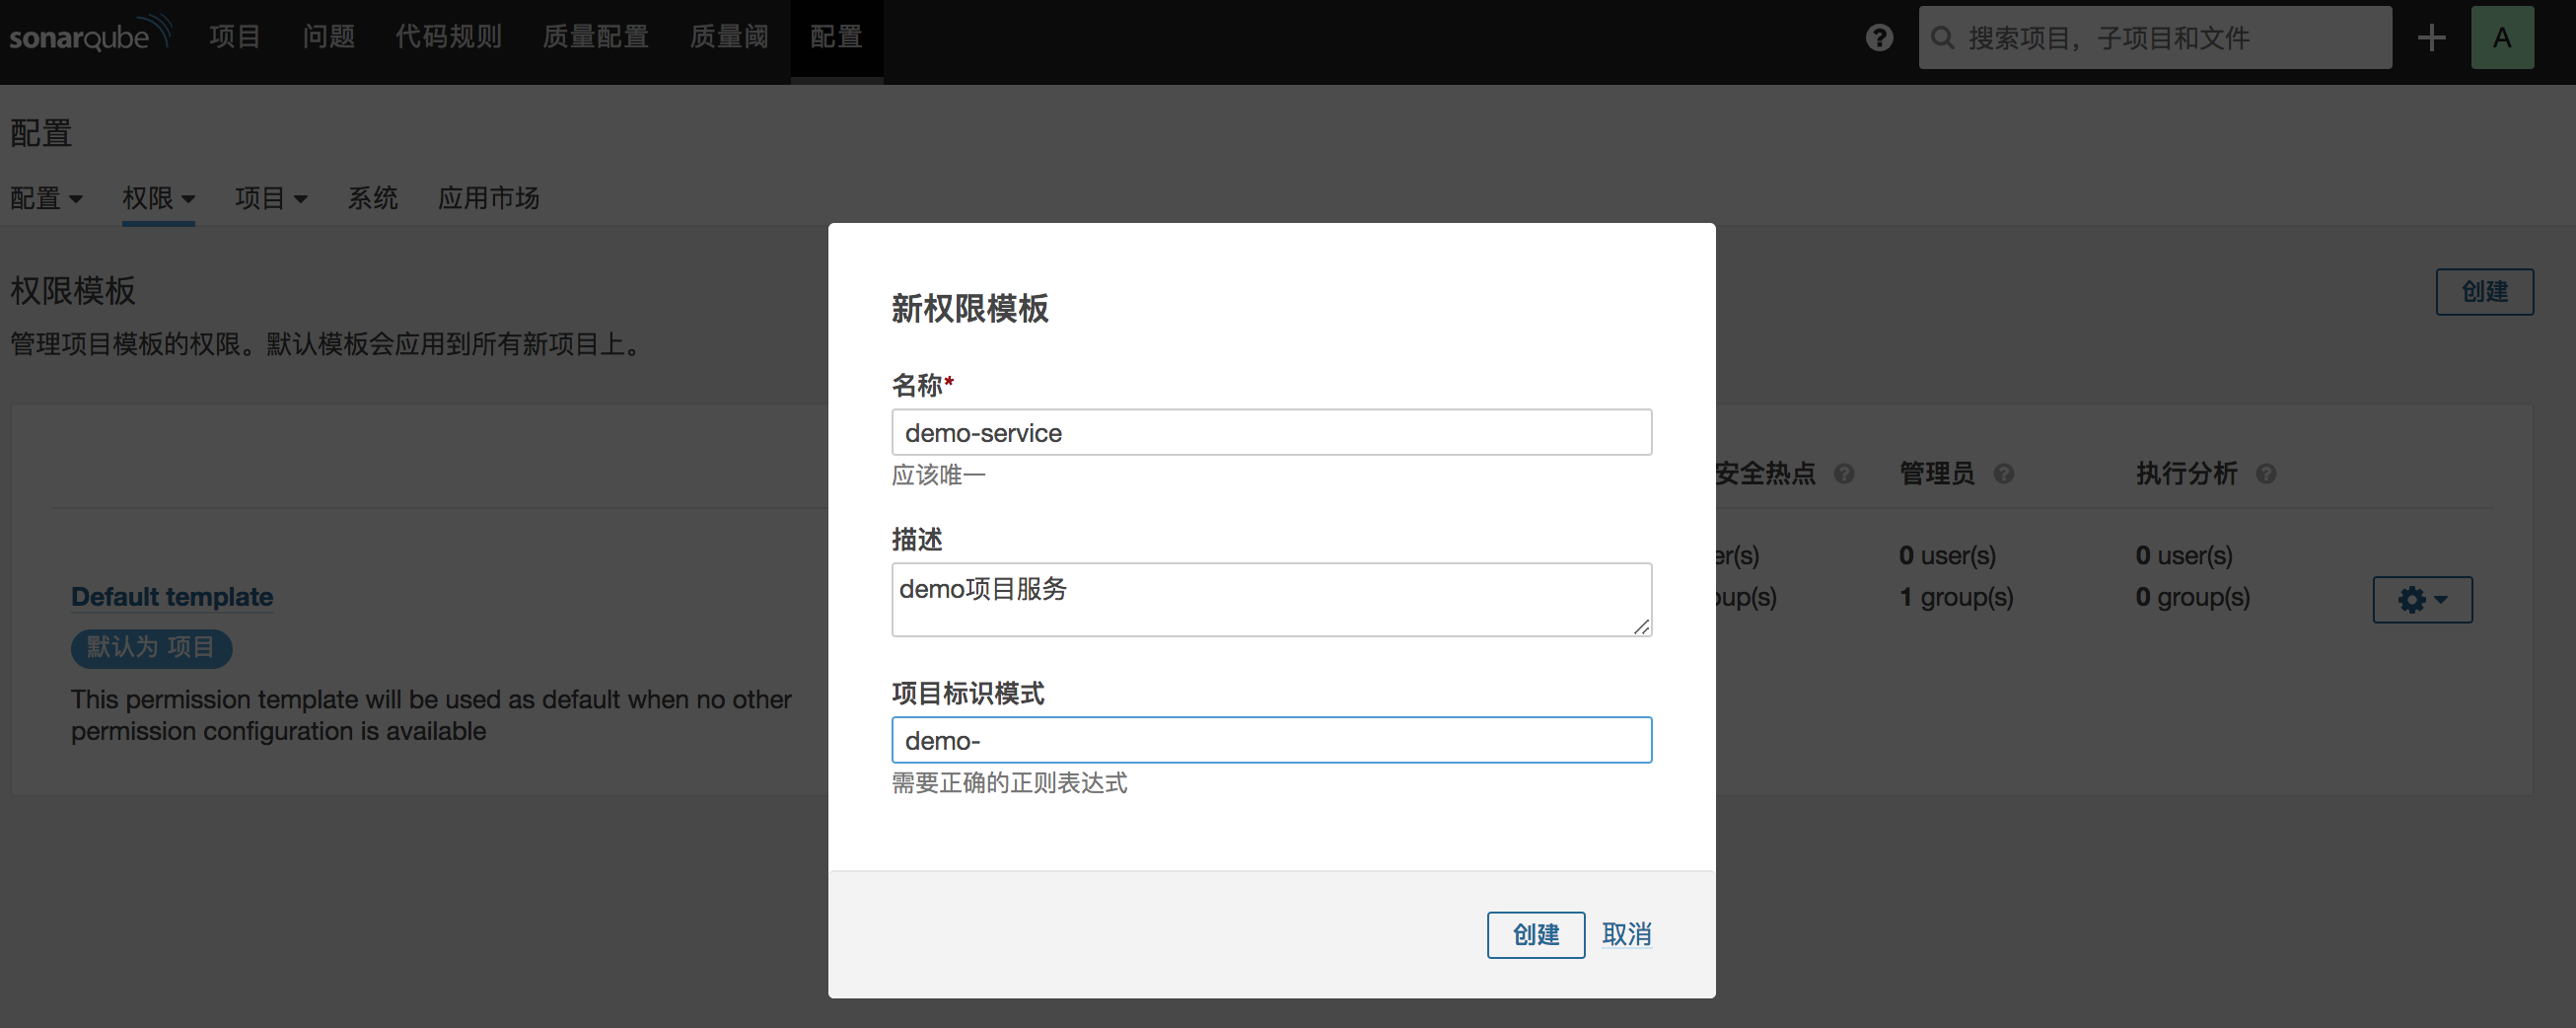 sonarqube 项目 问题 代码规则 质量配置 质量阈 配置 ? 搜索项目，子项目和文件 A
配置
配置 权限 项目 系统 应用市场
权限模板
创建
管理项目模板的权限。默认模板会应用到所有新项目上。
新权限模板
名称*
demo-service
应该唯一
描述
demo项目服务
项目标识模式
demo-
需要正确的正则表达式
创建 取消
安全热点 ? 管理员 ? 执行分析 ?
Default template
默认为 项目
This permission template will be used as default when no other
permission configuration is available
er(s) 0 user(s) 0 user(s)
oup(s) 1 group(s) 0 group(s)